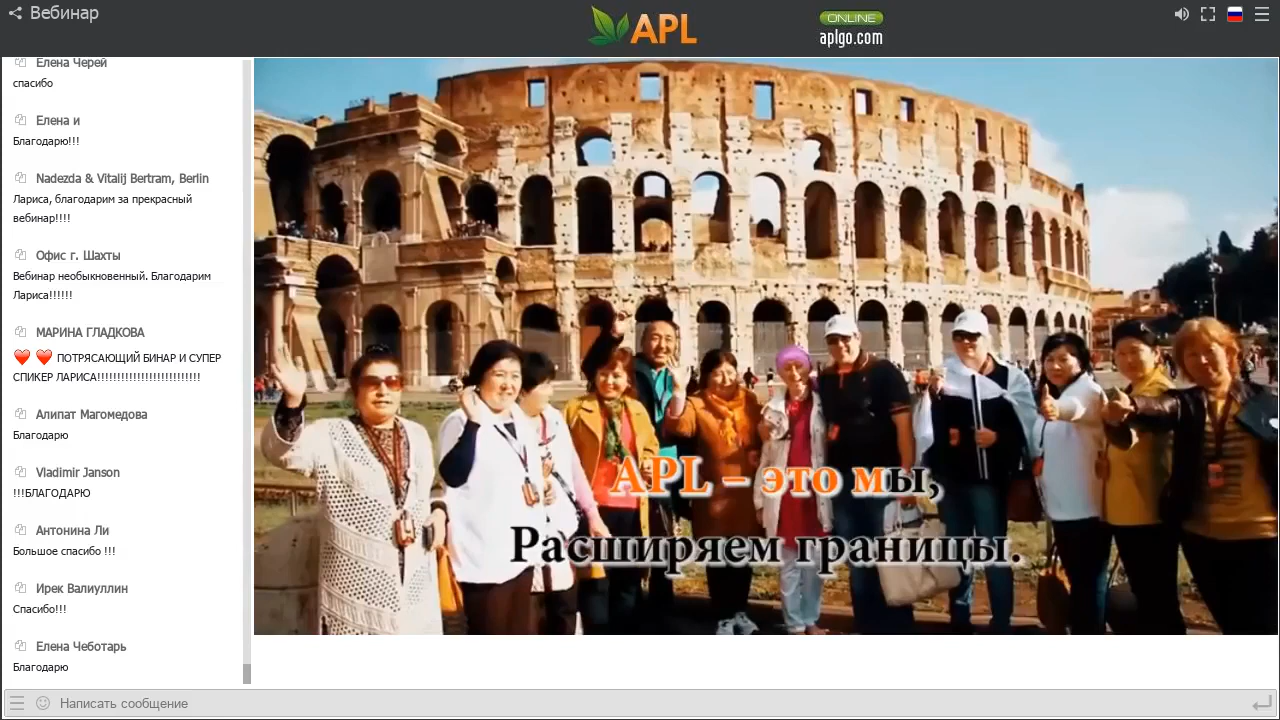 Вебинар
APL
ONLINE
aplgo.com
Елена Черей
спасибо
Елена и
Благодарю!!!
Nadezda & Vitalij Bertram, Berlin
Лариса, благодарим за прекрасный
вебинар!!!!
Офис г. Шахты
Вебинар необыкновенный. Благодарим
Лариса!!!!!!
МАРИНА ГЛАДКОВА
ПОТРЯСАЮЩИЙ БИНАР И СУПЕР
СПИКЕР ЛАРИСА!!!!!!!!!!!!!!!!!!!!!!!!!!
Алипат Магомедова
Благодарю
Vladimir Janson
!!!БЛАГОДАРЮ
Антонина Ли
Большое спасибо !!!
Ирек Валиуллин
Спасибо!!!
Елена Чеботарь
Благодарю
APL – это мы,
Расширяем границы.
Написать сообщение